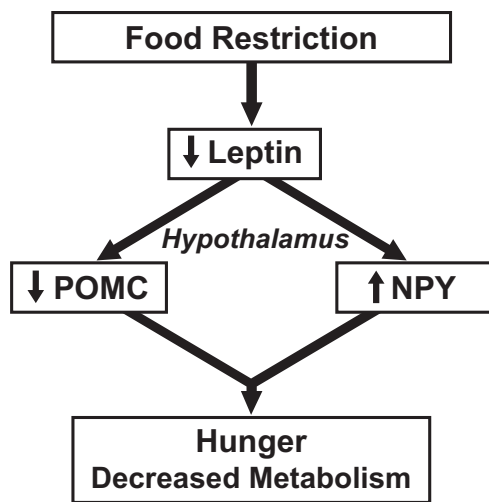 Food Restriction
↓ Leptin
Hypothalamus
↓ POMC
↑ NPY
Hunger
Decreased Metabolism